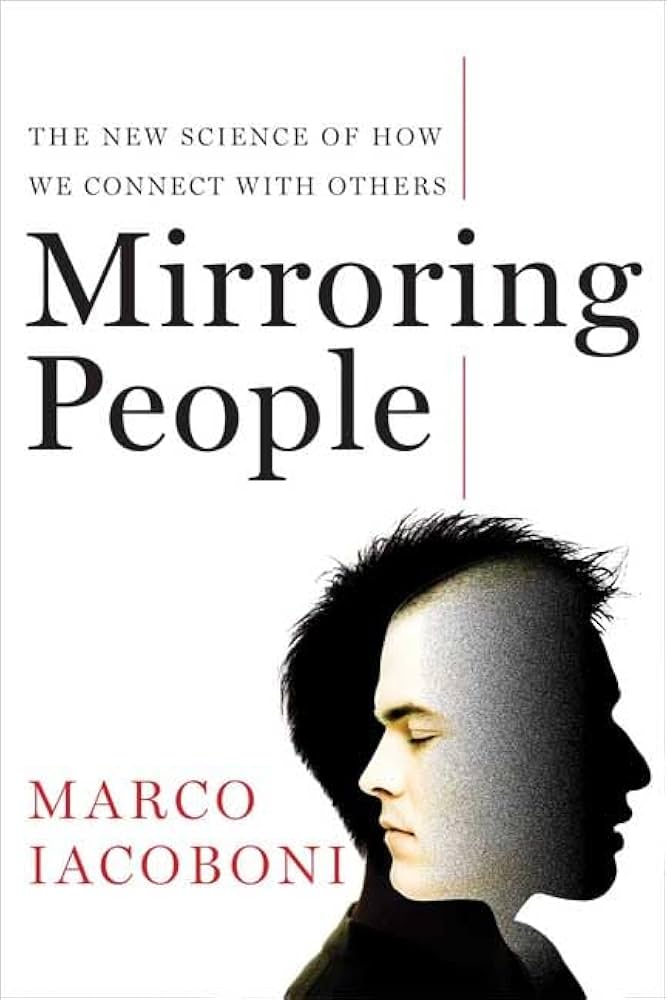 THE NEW SCIENCE OF HOW
WE CONNECT WITH OTHERS
Mirroring
People
MARCO
IACOBONI